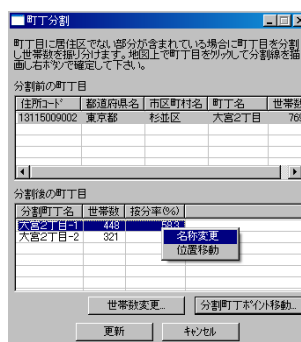 町丁分割
町丁目に居住区でない部分が含まれている場合に町丁目を分割
し世帯数を振り分けます。地図上で町丁目をクリックして分割線を描
画し右ボタンで確定して下さい。
分割前の町丁目
住所コード 都道府県名 市区町村名 町丁名 世帯数
13115009002 東京都 杉並区 大宮2丁目 769
分割後の町丁目
分割町丁名 世帯数 按分率(%)
大宮2丁目-1 448 58.3
名称変更
大宮2丁目-2 321
位置移動
世帯数変更... 分割町丁ポイント移動...
更新 キャンセル